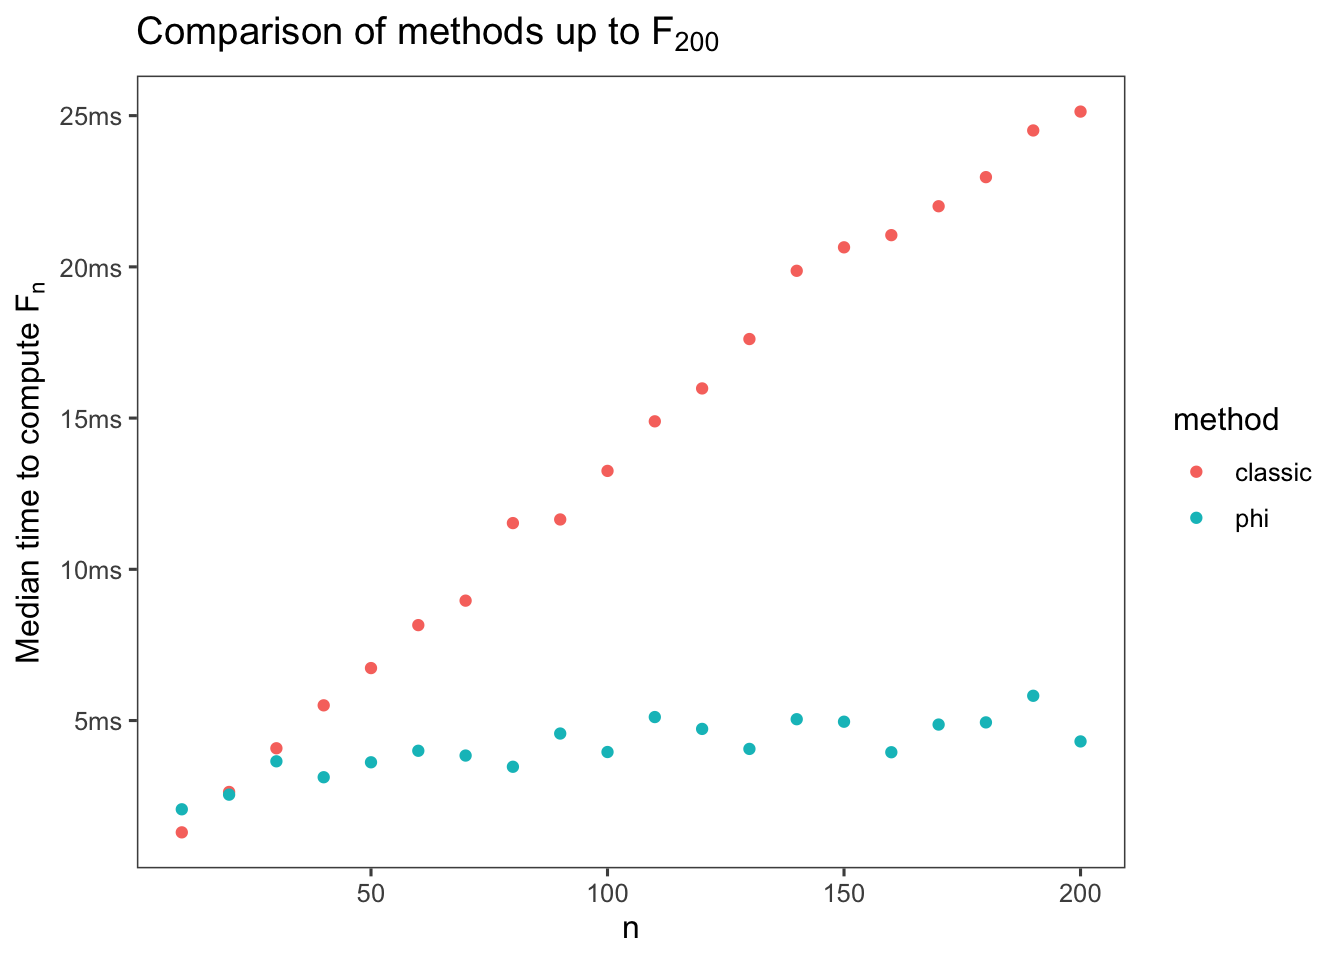 Comparison of methods up to F₂₀₀
25ms
20ms
15ms
10ms
5ms
Median time to compute Fₙ
50 100 150 200
n
method
classic
phi